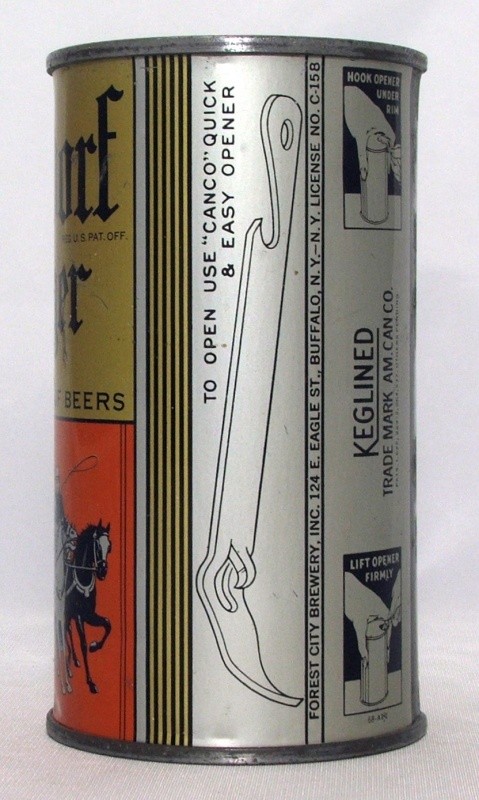 orf
REG. U.S. PAT. OFF.
er
F BEERS
TO OPEN USE "CANCO" QUICK
& EASY OPENER
FOREST CITY BREWERY, INC. 124 E. EAGLE ST., BUFFALO, N.Y.-N.Y. LICENSE NO. C-158
HOOK OPENER
UNDER
RIM
KEGLINED
TRADE MARK AM. CAN CO.
LIFT OPENER
FIRMLY